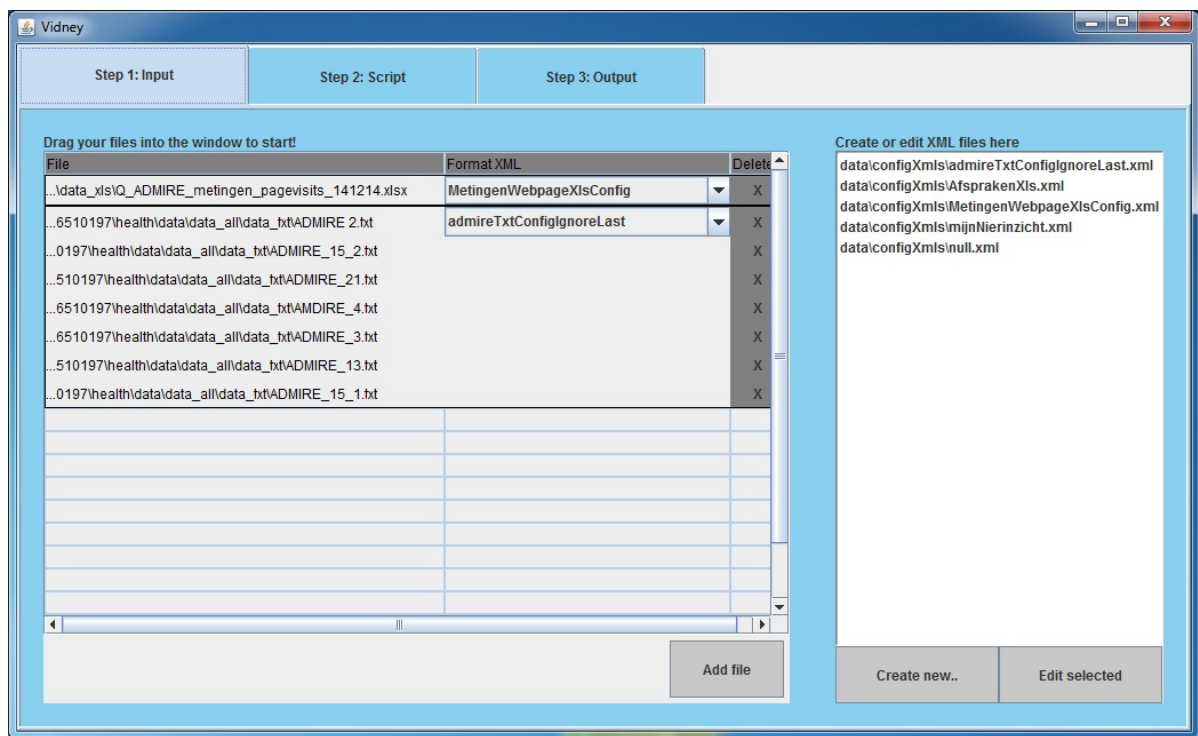 Vidney
Step 1: Input
Step 2: Script
Step 3: Output
Drag your files into the window to start!
File Format XML Delete
...\data_xls\Q_ADMIRE_metingen_pagevisits_141214.xlsx MetingenWebpageXlsConfig X
...6510197\health\data\data_all\data_txt\ADMIRE 2.txt admireTxtConfigIgnoreLast X
...0197\health\data\data_all\data_txt\ADMIRE_15_2.txt X
...510197\health\data\data_all\data_txt\ADMIRE_21.txt X
...6510197\health\data\data_all\data_txt\AMDIRE_4.txt X
...6510197\health\data\data_all\data_txt\ADMIRE_3.txt X
...510197\health\data\data_all\data_txt\ADMIRE_13.txt X
...0197\health\data\data_all\data_txt\ADMIRE_15_1.txt X
Add file
Create or edit XML files here
data\configXmls\admireTxtConfigIgnoreLast.xml
data\configXmls\AfsprakenXls.xml
data\configXmls\MetingenWebpageXlsConfig.xml
data\configXmls\mijnNierinzicht.xml
data\configXmls\null.xml
Create new..
Edit selected